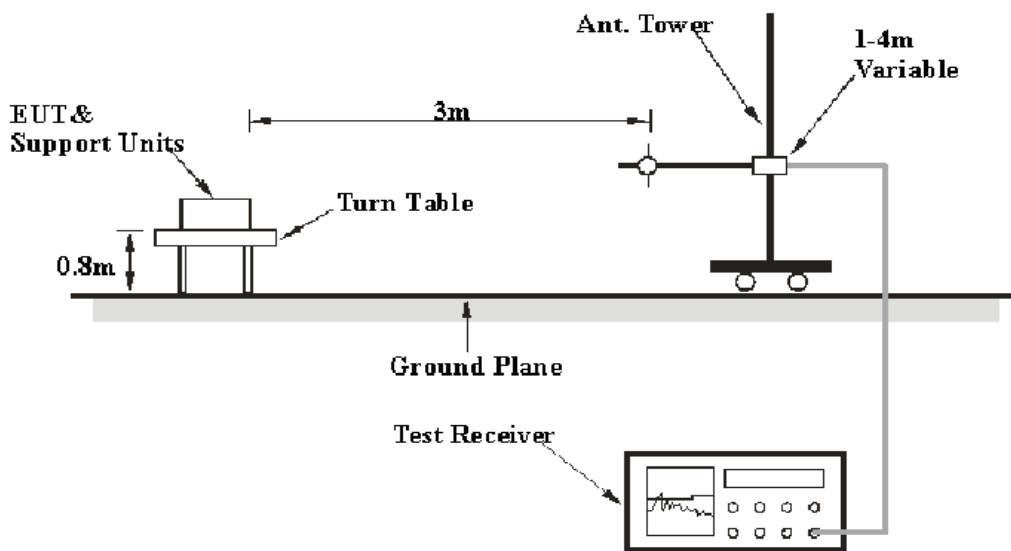 Ant. Tower
1-4m
Variable
3m
EUT&
Support Units
Turn Table
0.8m
Ground Plane
Test Receiver